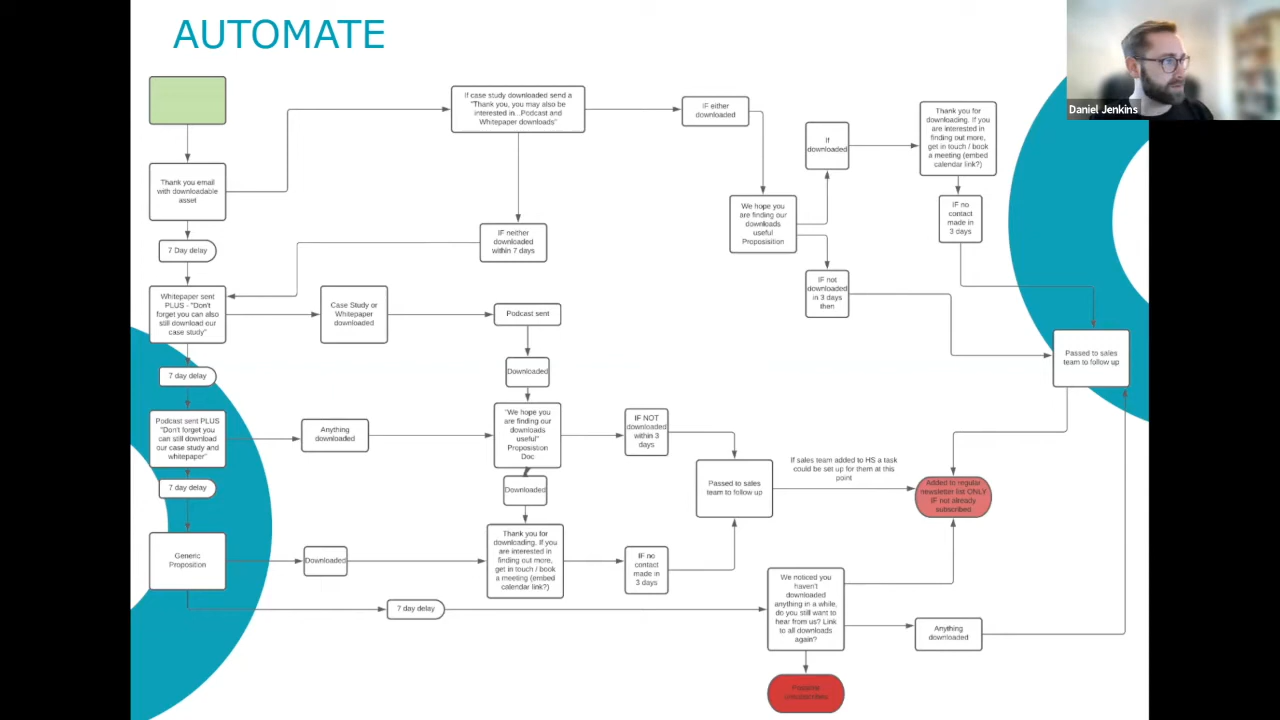 AUTOMATE
Daniel Jenkins
If case study downloaded send a
"Thank you, you may also be
interested in...Podcast and
Whitepaper downloads"
IF either
downloaded
Thank you for
downloading. If you
are interested in
finding out more,
get in touch / book
a meeting (embed
calendar link?)
If
downloaded
Thank you email
with downloadable
asset
We hope you
are finding our
downloads
useful
Proposisition
IF no
contact
made in
3 days
7 Day delay
IF neither
downloaded
within 7 days
IF not
downloaded
in 3 days
then
Whitepaper sent
PLUS - "Don't
forget you can also
still download our
case study"
Case Study or
Whitepaper
downloaded
Podcast sent
Passed to sales
team to follow up
7 day delay
Downloaded
Podcast sent PLUS
"Don't forget you
can still download
our case study and
whitepaper"
Anything
downloaded
"We hope you
are finding our
downloads
useful"
Proposistion
Doc
IF NOT
downloaded
within 3
days
7 day delay
Downloaded
Passed to sales
team to follow up
If sales team added to HS a task
could be set up for them at this
point
Added to regular
newsletter list ONLY
IF not already
subscribed
Generic
Proposition
Downloaded
Thank you for
downloading. If you
are interested in
finding out more,
get in touch / book
a meeting (embed
calendar link?)
IF no
contact
made in
3 days
7 day delay
We noticed you
haven't
downloaded
anything in a while,
do you still want to
hear from us? Link
to all downloads
again?
Anything
downloaded
unsubscribed